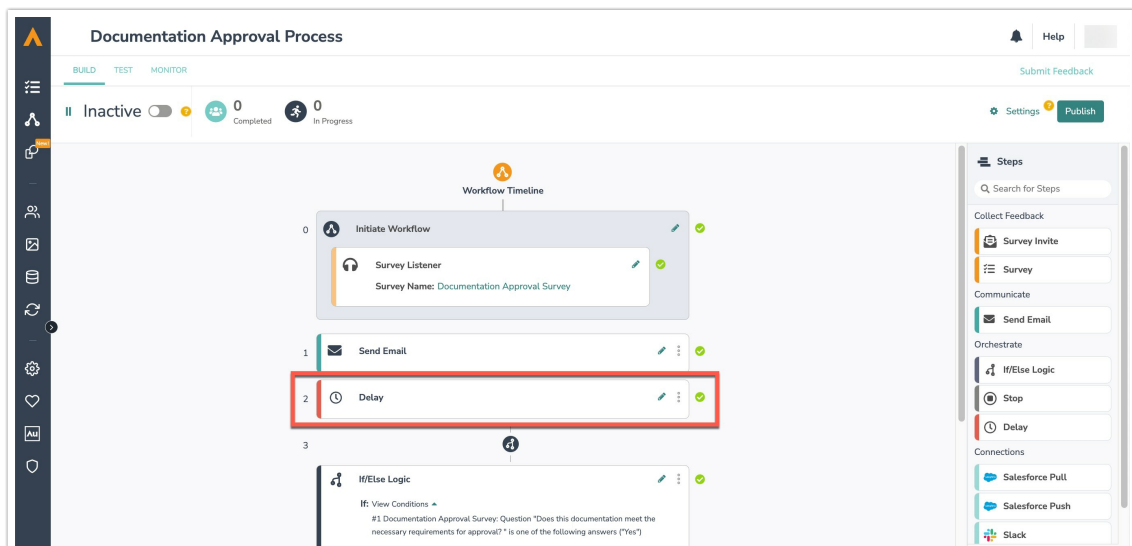 Documentation Approval Process
Help
BUILD TEST MONITOR
Submit Feedback
Inactive ?
0
Completed
0
In Progress
Settings ?
Publish
New!
Workflow Timeline
0 Initiate Workflow
Survey Listener
Survey Name: Documentation Approval Survey
1 Send Email
2 Delay
3
If/Else Logic
If: View Conditions
#1 Documentation Approval Survey: Question "Does this documentation meet the
necessary requirements for approval? " is one of the following answers ("Yes")
Steps
Search for Steps
Collect Feedback
Survey Invite
Survey
Communicate
Send Email
Orchestrate
If/Else Logic
Stop
Delay
Connections
Salesforce Pull
Salesforce Push
Slack
AU